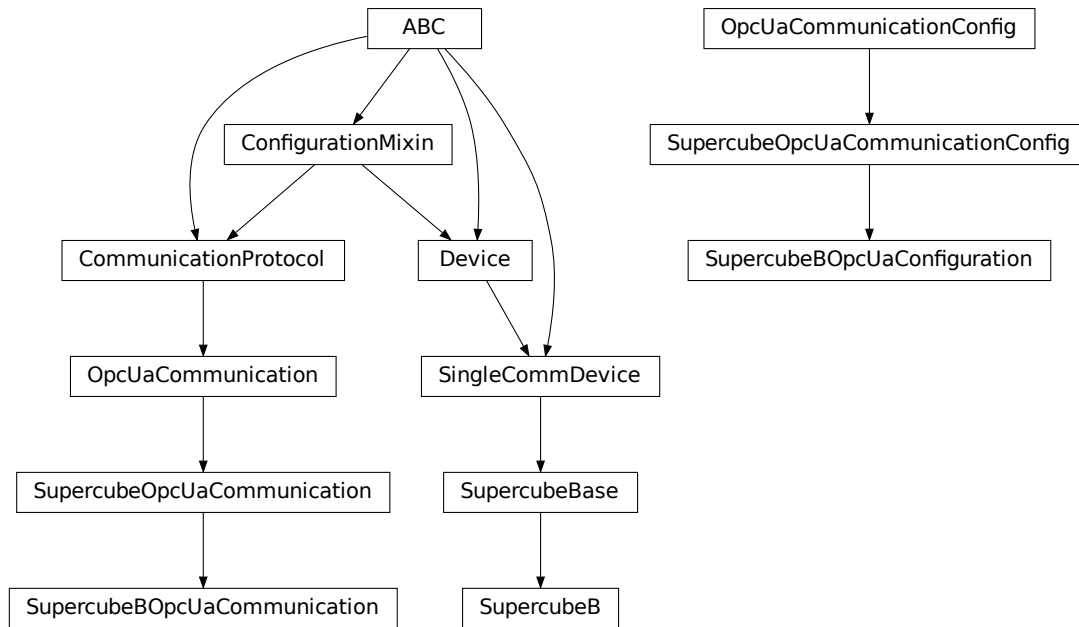 ABC
OpcUaCommunicationConfig
ConfigurationMixin
SupercubeOpcUaCommunicationConfig
CommunicationProtocol
Device
SupercubeBOpcUaConfiguration
OpcUaCommunication
SingleCommDevice
SupercubeOpcUaCommunication
SupercubeBase
SupercubeBOpcUaCommunication
SupercubeB